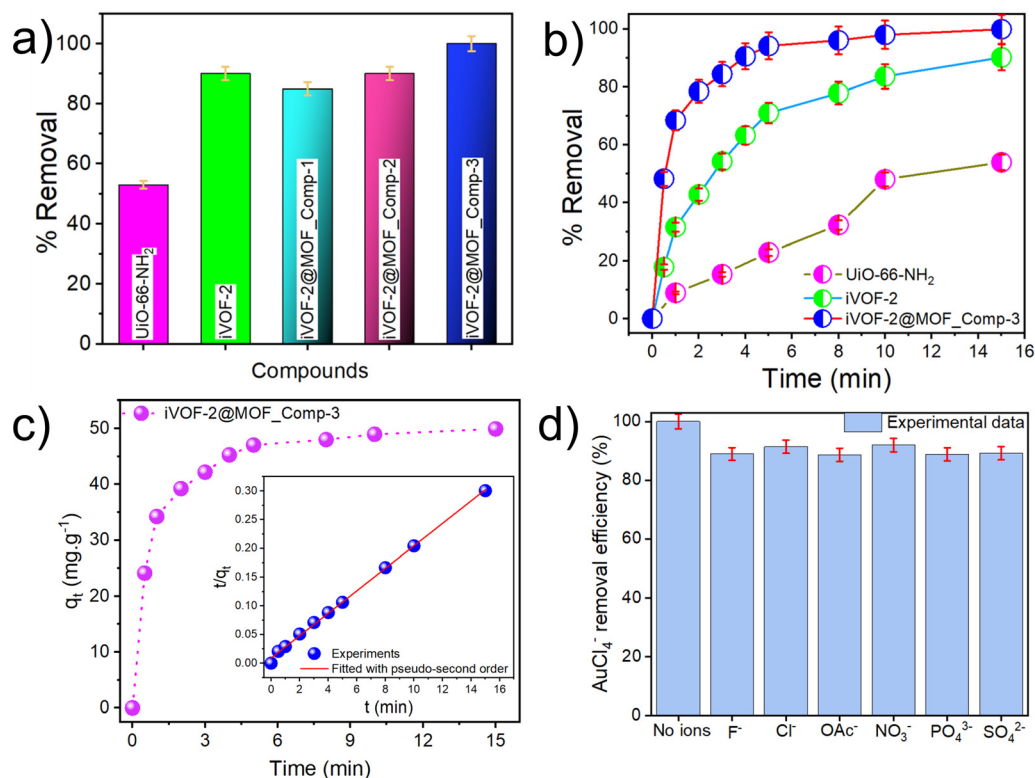 a)
% Removal
100
80
60
40
20
0
UiO-66-NH₂
iVOF-2
iVOF-2@MOF_Comp-1
iVOF-2@MOF_Comp-2
iVOF-2@MOF_Comp-3
Compounds
b)
% Removal
100
80
60
40
20
0
UiO-66-NH₂
iVOF-2
iVOF-2@MOF_Comp-3
0 2 4 6 8 10 12 14 16
Time (min)
c)
iVOF-2@MOF_Comp-3
qₜ (mg.g⁻¹)
50
40
30
20
10
0
t/qₜ
0.30
0.25
0.20
0.15
0.10
0.05
0.00
Experiments
Fitted with pseudo-second order
0 2 4 6 8 10 12 14 16
t (min)
0 3 6 9 12 15
Time (min)
d)
Experimental data
AuCl₄⁻ removal efficiency (%)
100
80
60
40
20
0
No ions F⁻ Cl⁻ OAc⁻ NO₃⁻ PO₄³⁻ SO₄²⁻